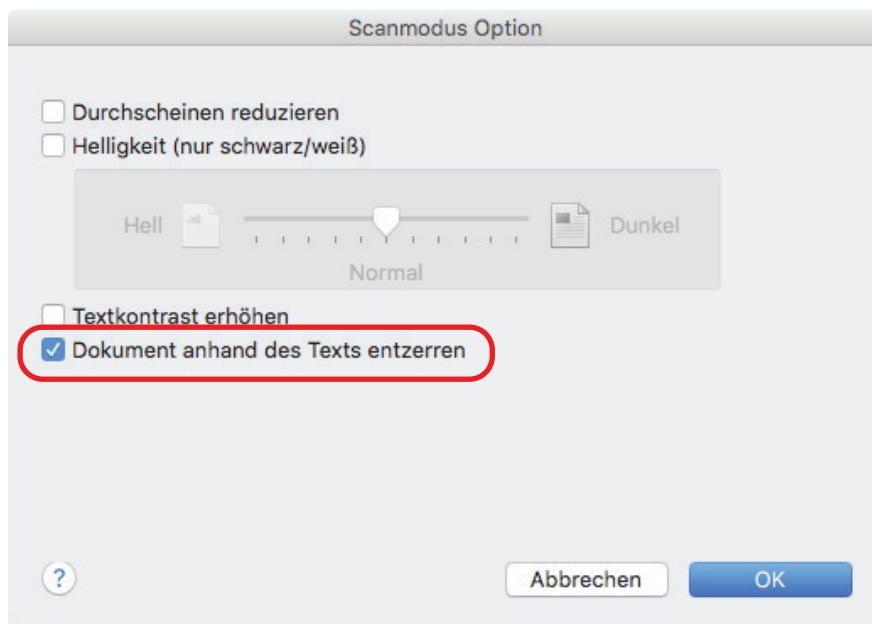 Scanmodus Option
Durchscheinen reduzieren
Helligkeit (nur schwarz/weiß)
Hell Dunkel
Normal
Textkontrast erhöhen
Dokument anhand des Texts entzerren
? Abbrechen OK